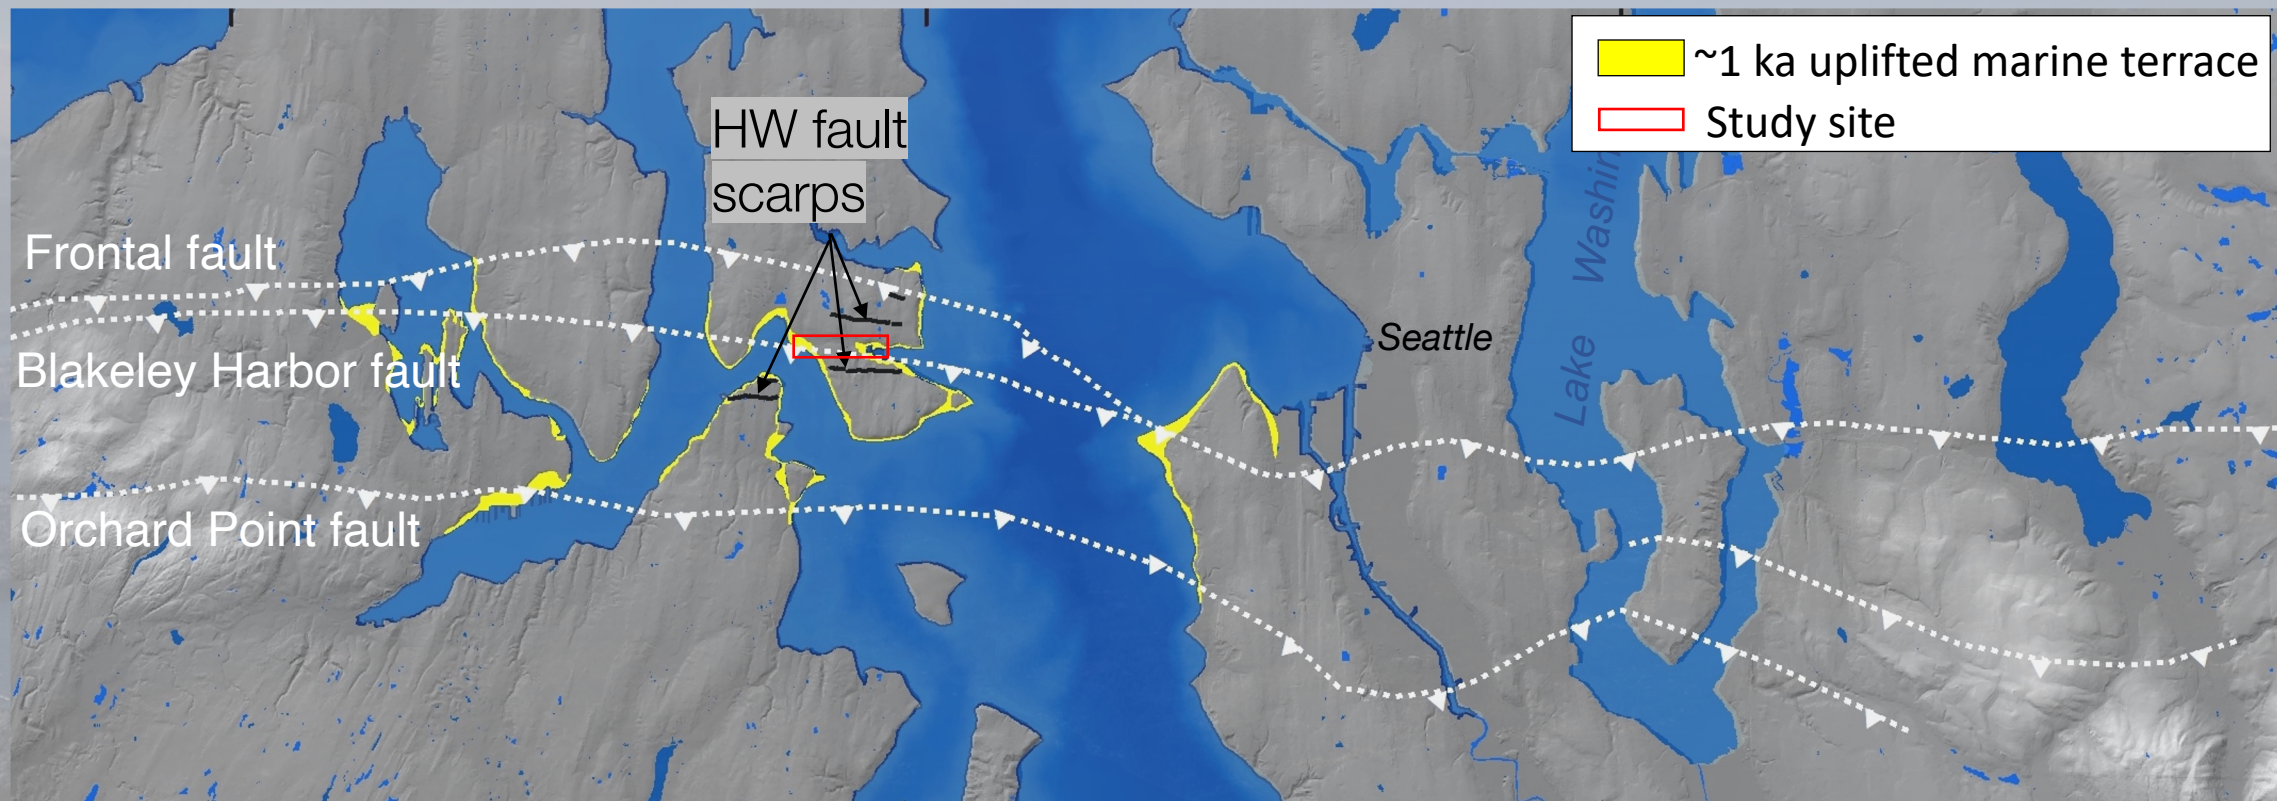 ~1 ka uplifted marine terrace
Study site
HW fault
scarps
Frontal fault
Blakeley Harbor fault
Orchard Point fault
Seattle
Lake